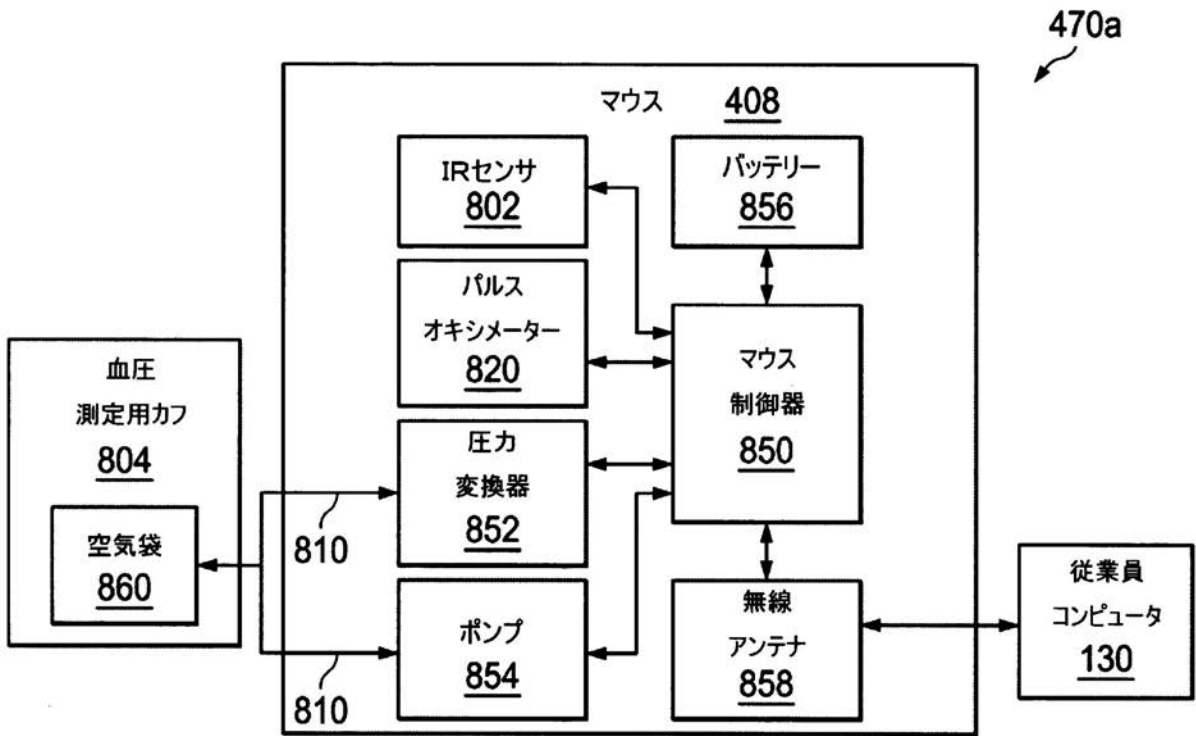 470a
マウス 408
IRセンサ
802
バッテリー
856
パルス
オキシメーター
820
マウス
制御器
850
血圧
測定用カフ
804
空気袋
860
圧力
変換器
852
810
ポンプ
854
810
無線
アンテナ
858
従業員
コンピュータ
130